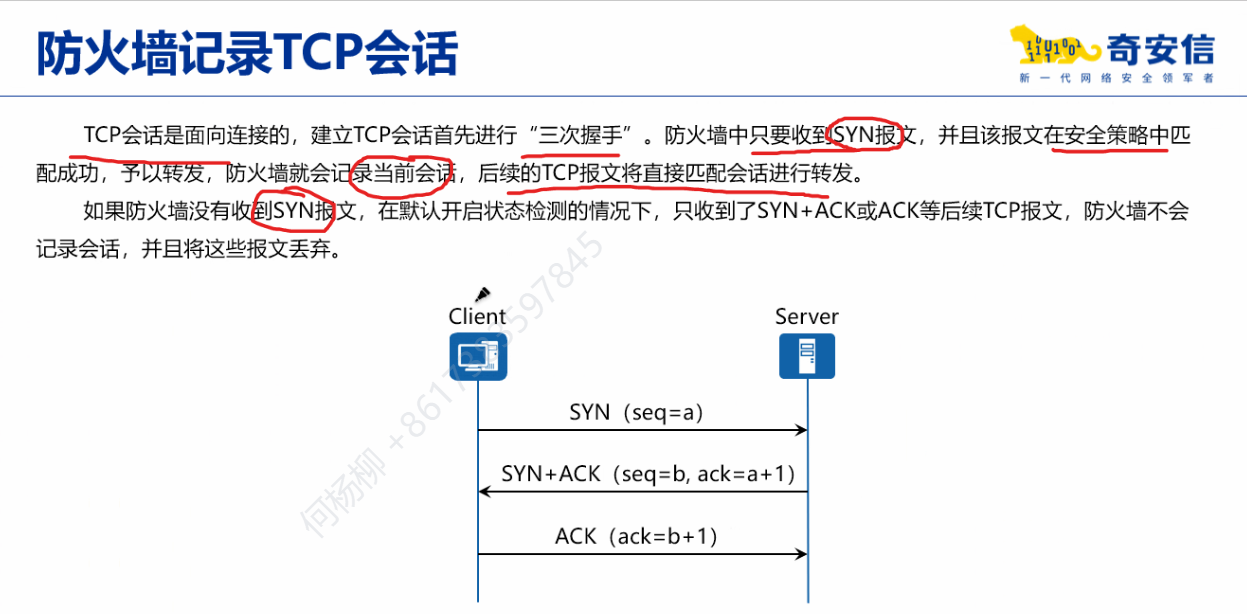 防火墙记录TCP会话
奇安信
新一代网络安全领军者
TCP会话是面向连接的，建立TCP会话首先进行“三次握手”。防火墙中只要收到SYN报文，并且该报文在安全策略中匹
配成功，予以转发，防火墙就会记录当前会话，后续的TCP报文将直接匹配会话进行转发。
如果防火墙没有收到SYN报文，在默认开启状态检测的情况下，只收到了SYN+ACK或ACK等后续TCP报文，防火墙不会
记录会话，并且将这些报文丢弃。
Client
Server
SYN（seq=a）
SYN+ACK（seq=b, ack=a+1）
ACK（ack=b+1）